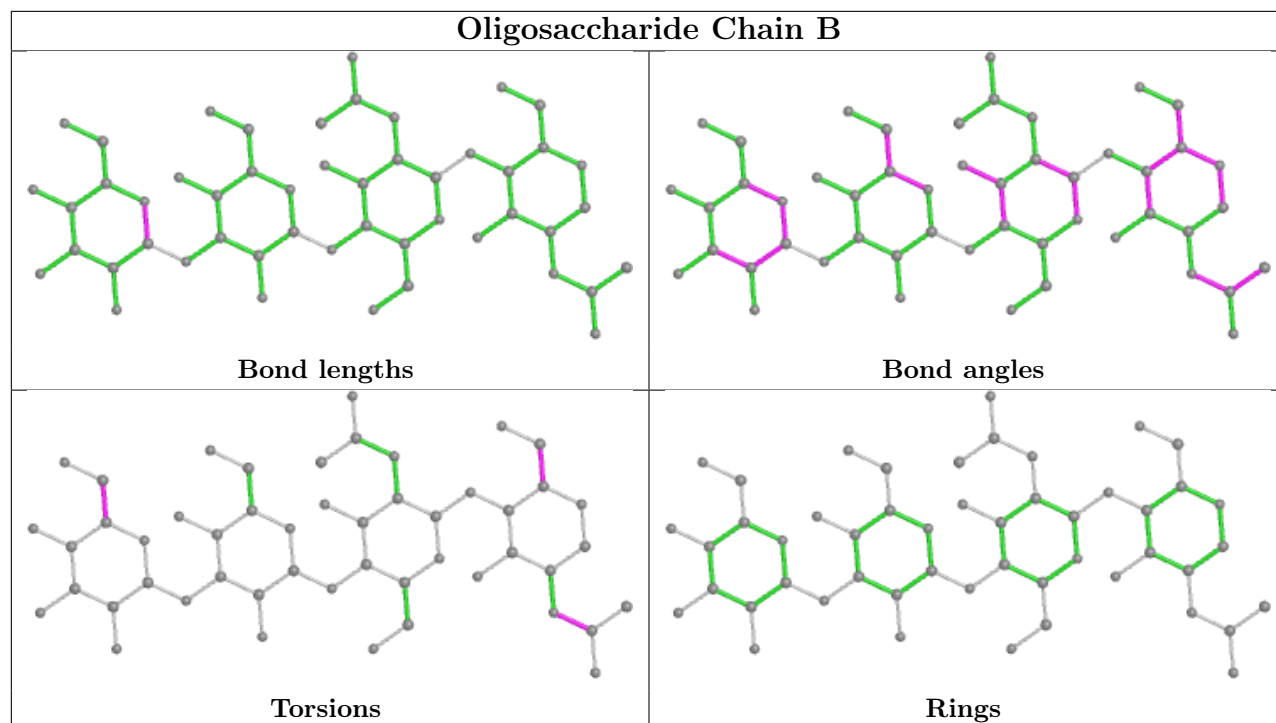 Oligosaccharide Chain B
Bond lengths
Bond angles
Torsions
Rings